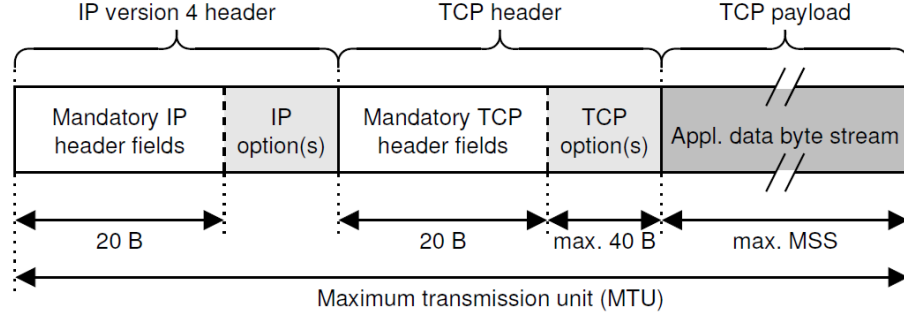 IP version 4 header
TCP header
TCP payload
Mandatory IP
header fields
IP
option(s)
Mandatory TCP
header fields
TCP
option(s)
Appl. data byte stream
20 B
20 B
max. 40 B
max. MSS
Maximum transmission unit (MTU)